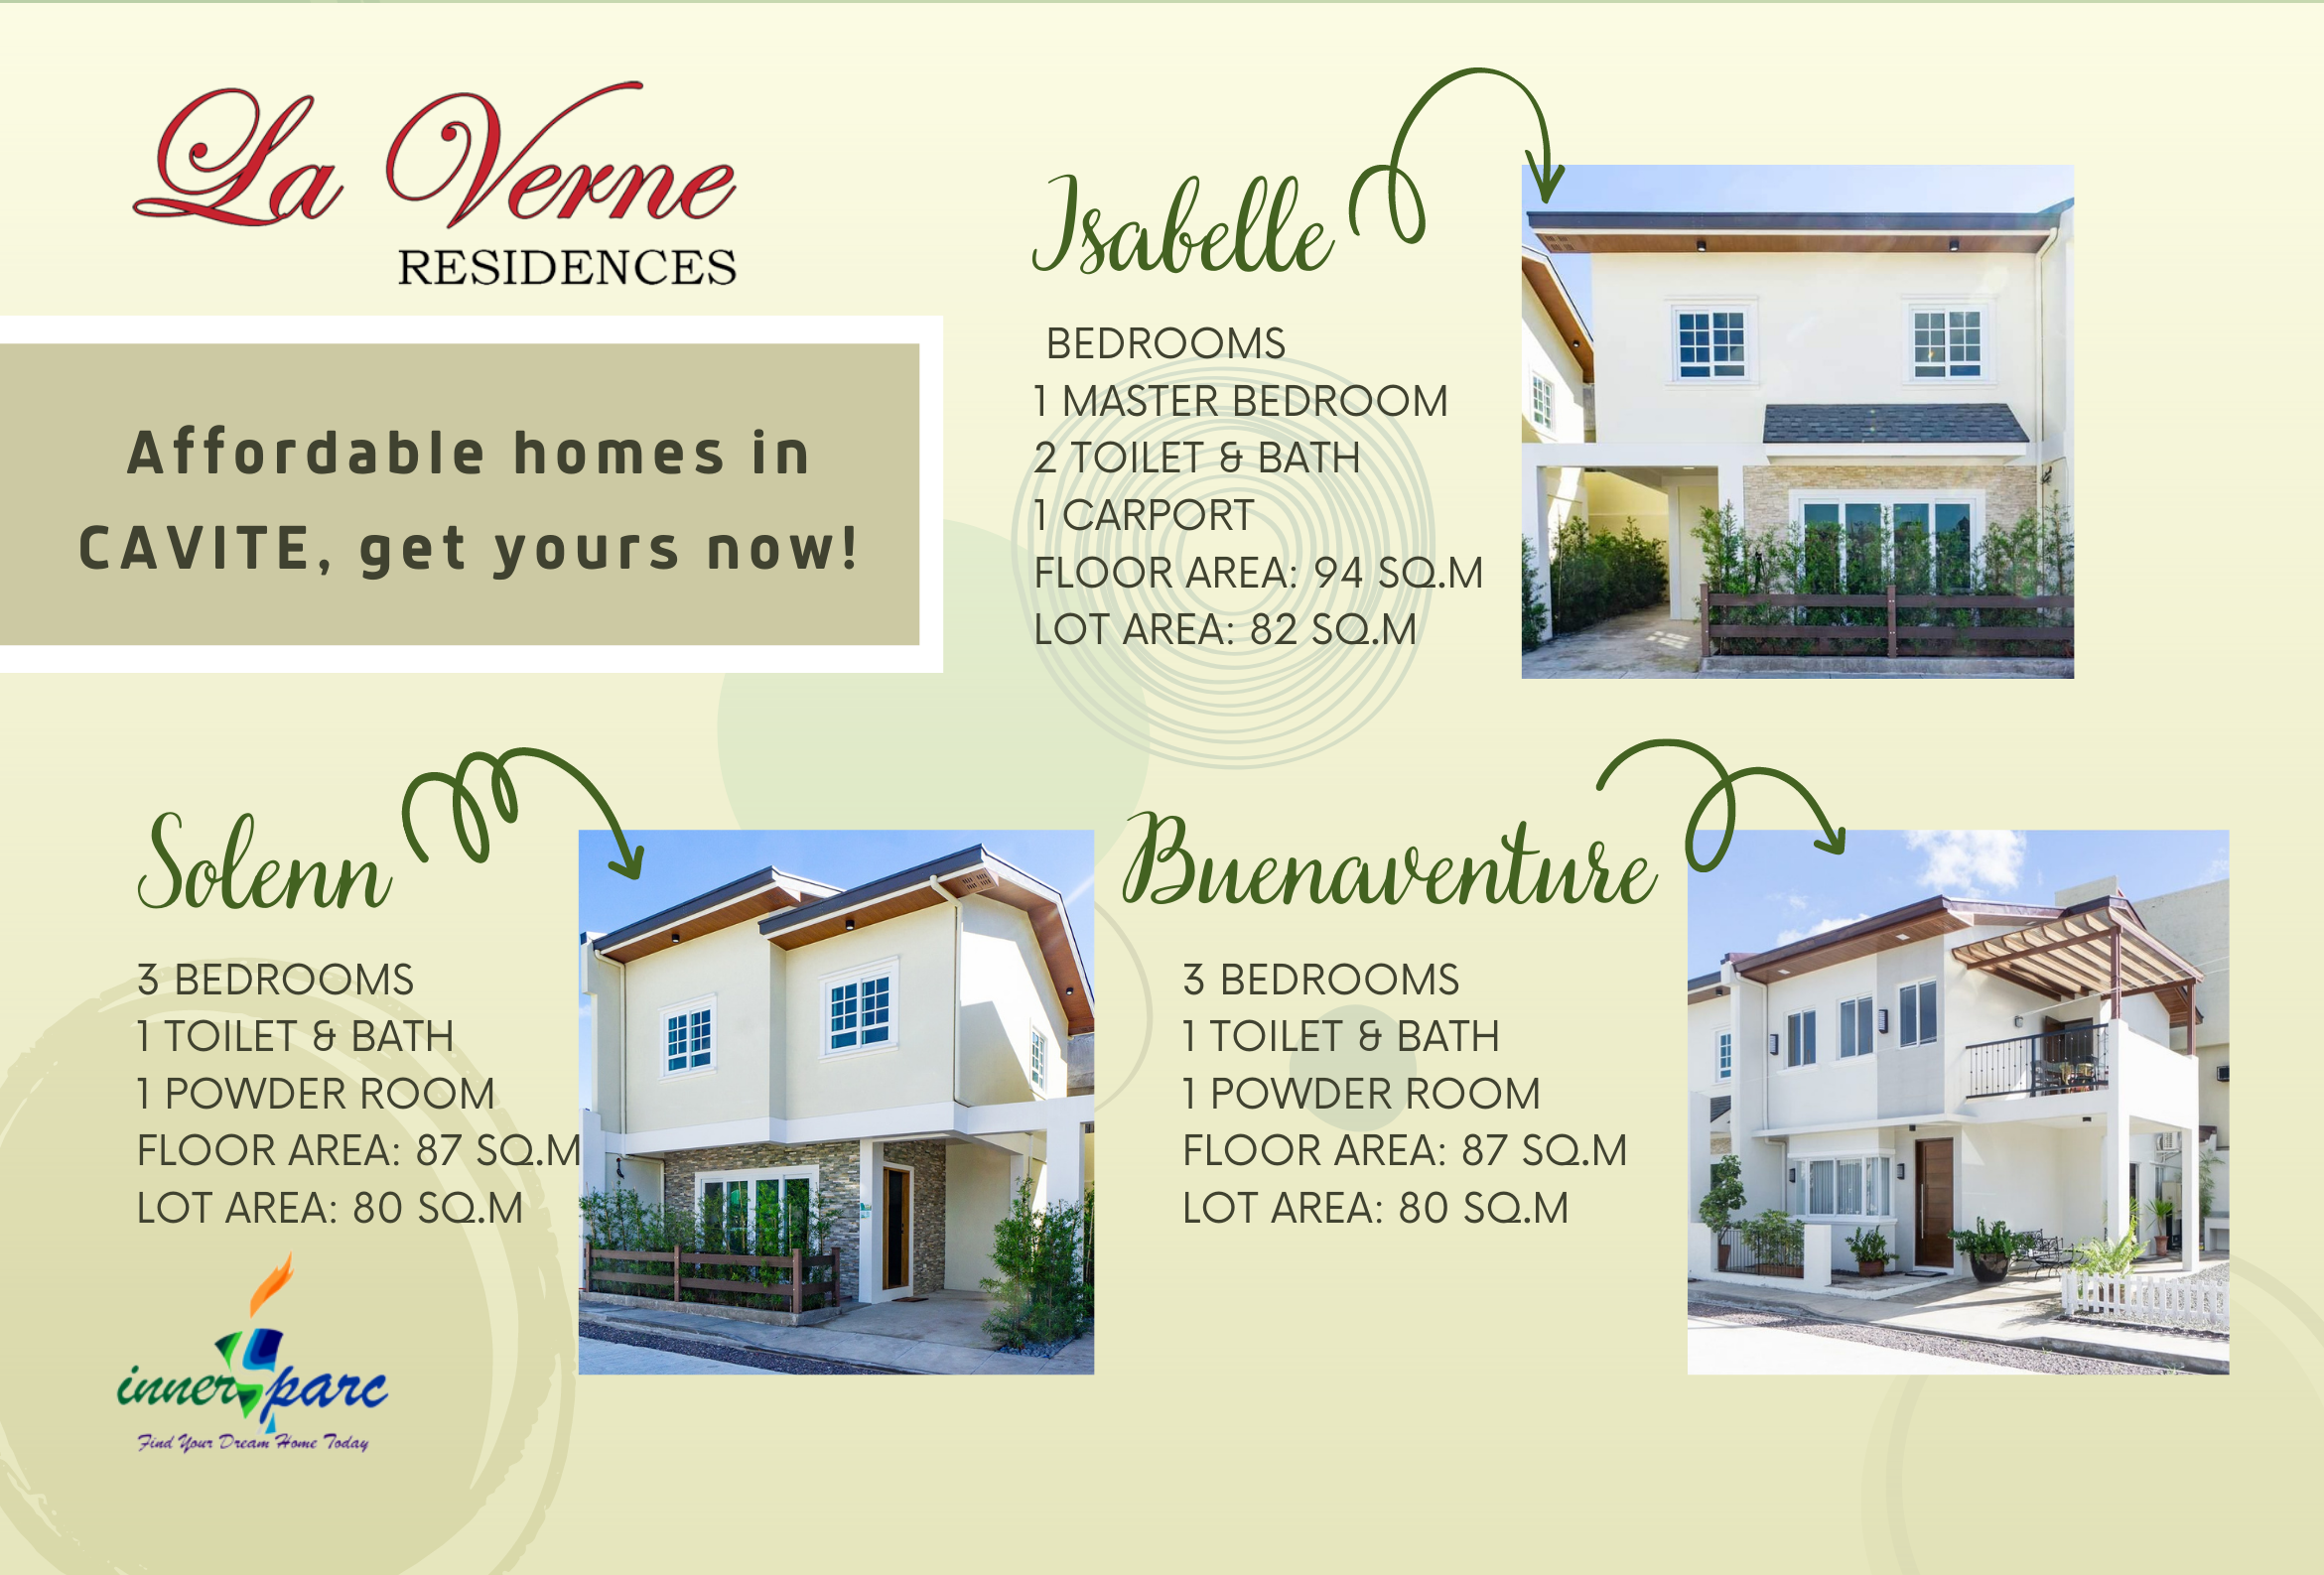 La Verne
RESIDENCES
Affordable homes in
CAVITE, get yours now!
Isabelle
BEDROOMS
1 MASTER BEDROOM
2 TOILET & BATH
1 CARPORT
FLOOR AREA: 94 SQ.M
LOT AREA: 82 SQ.M
Solenn
3 BEDROOMS
1 TOILET & BATH
1 POWDER ROOM
FLOOR AREA: 87 SQ.M
LOT AREA: 80 SQ.M
Buenaventure
3 BEDROOMS
1 TOILET & BATH
1 POWDER ROOM
FLOOR AREA: 87 SQ.M
LOT AREA: 80 SQ.M
inner sparc
Find Your Dream Home Today